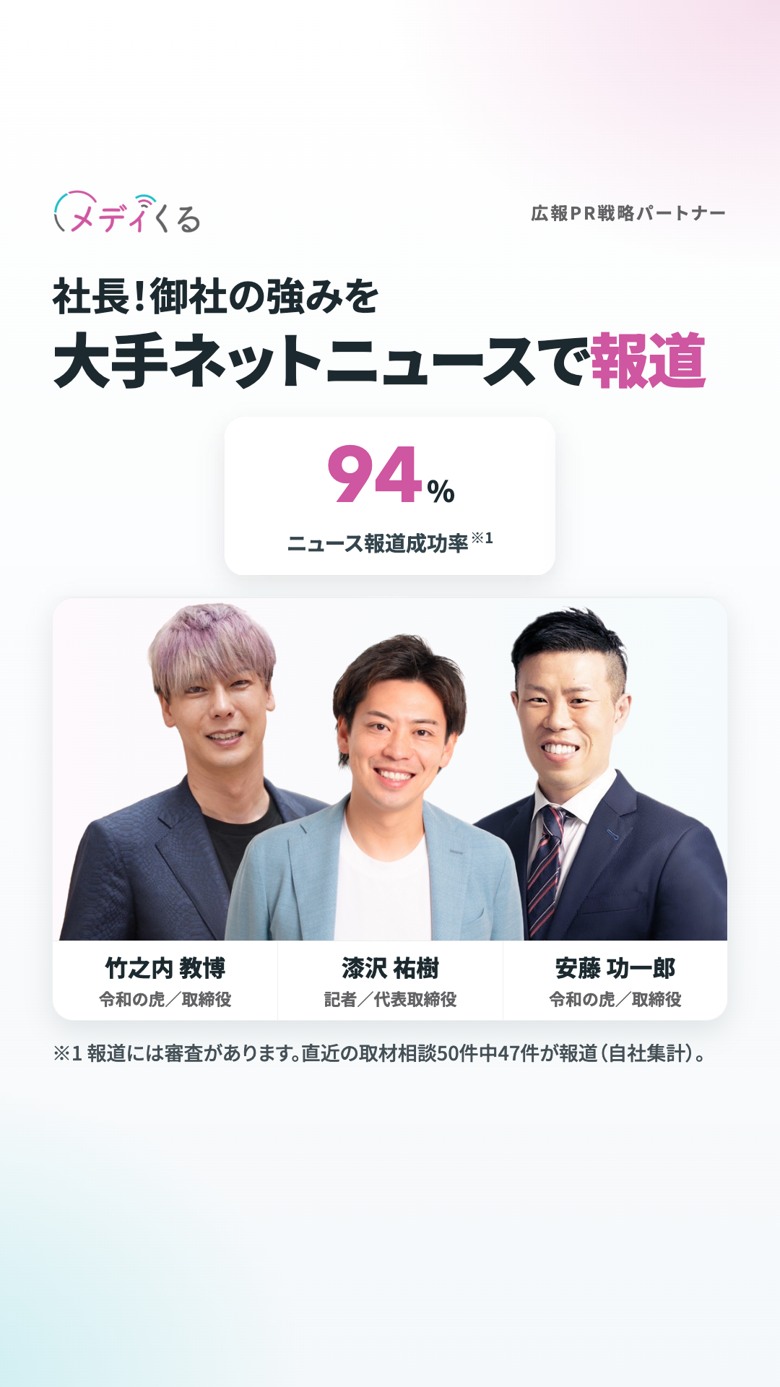 メディくる
広報PR戦略パートナー
社長！御社の強みを
大手ネットニュースで報道
94%
ニュース報道成功率※1
竹之内 教博
令和の虎／取締役
漆沢 祐樹
記者／代表取締役
安藤 功一郎
令和の虎／取締役
※1 報道には審査があります。直近の取材相談50件中47件が報道（自社集計）。